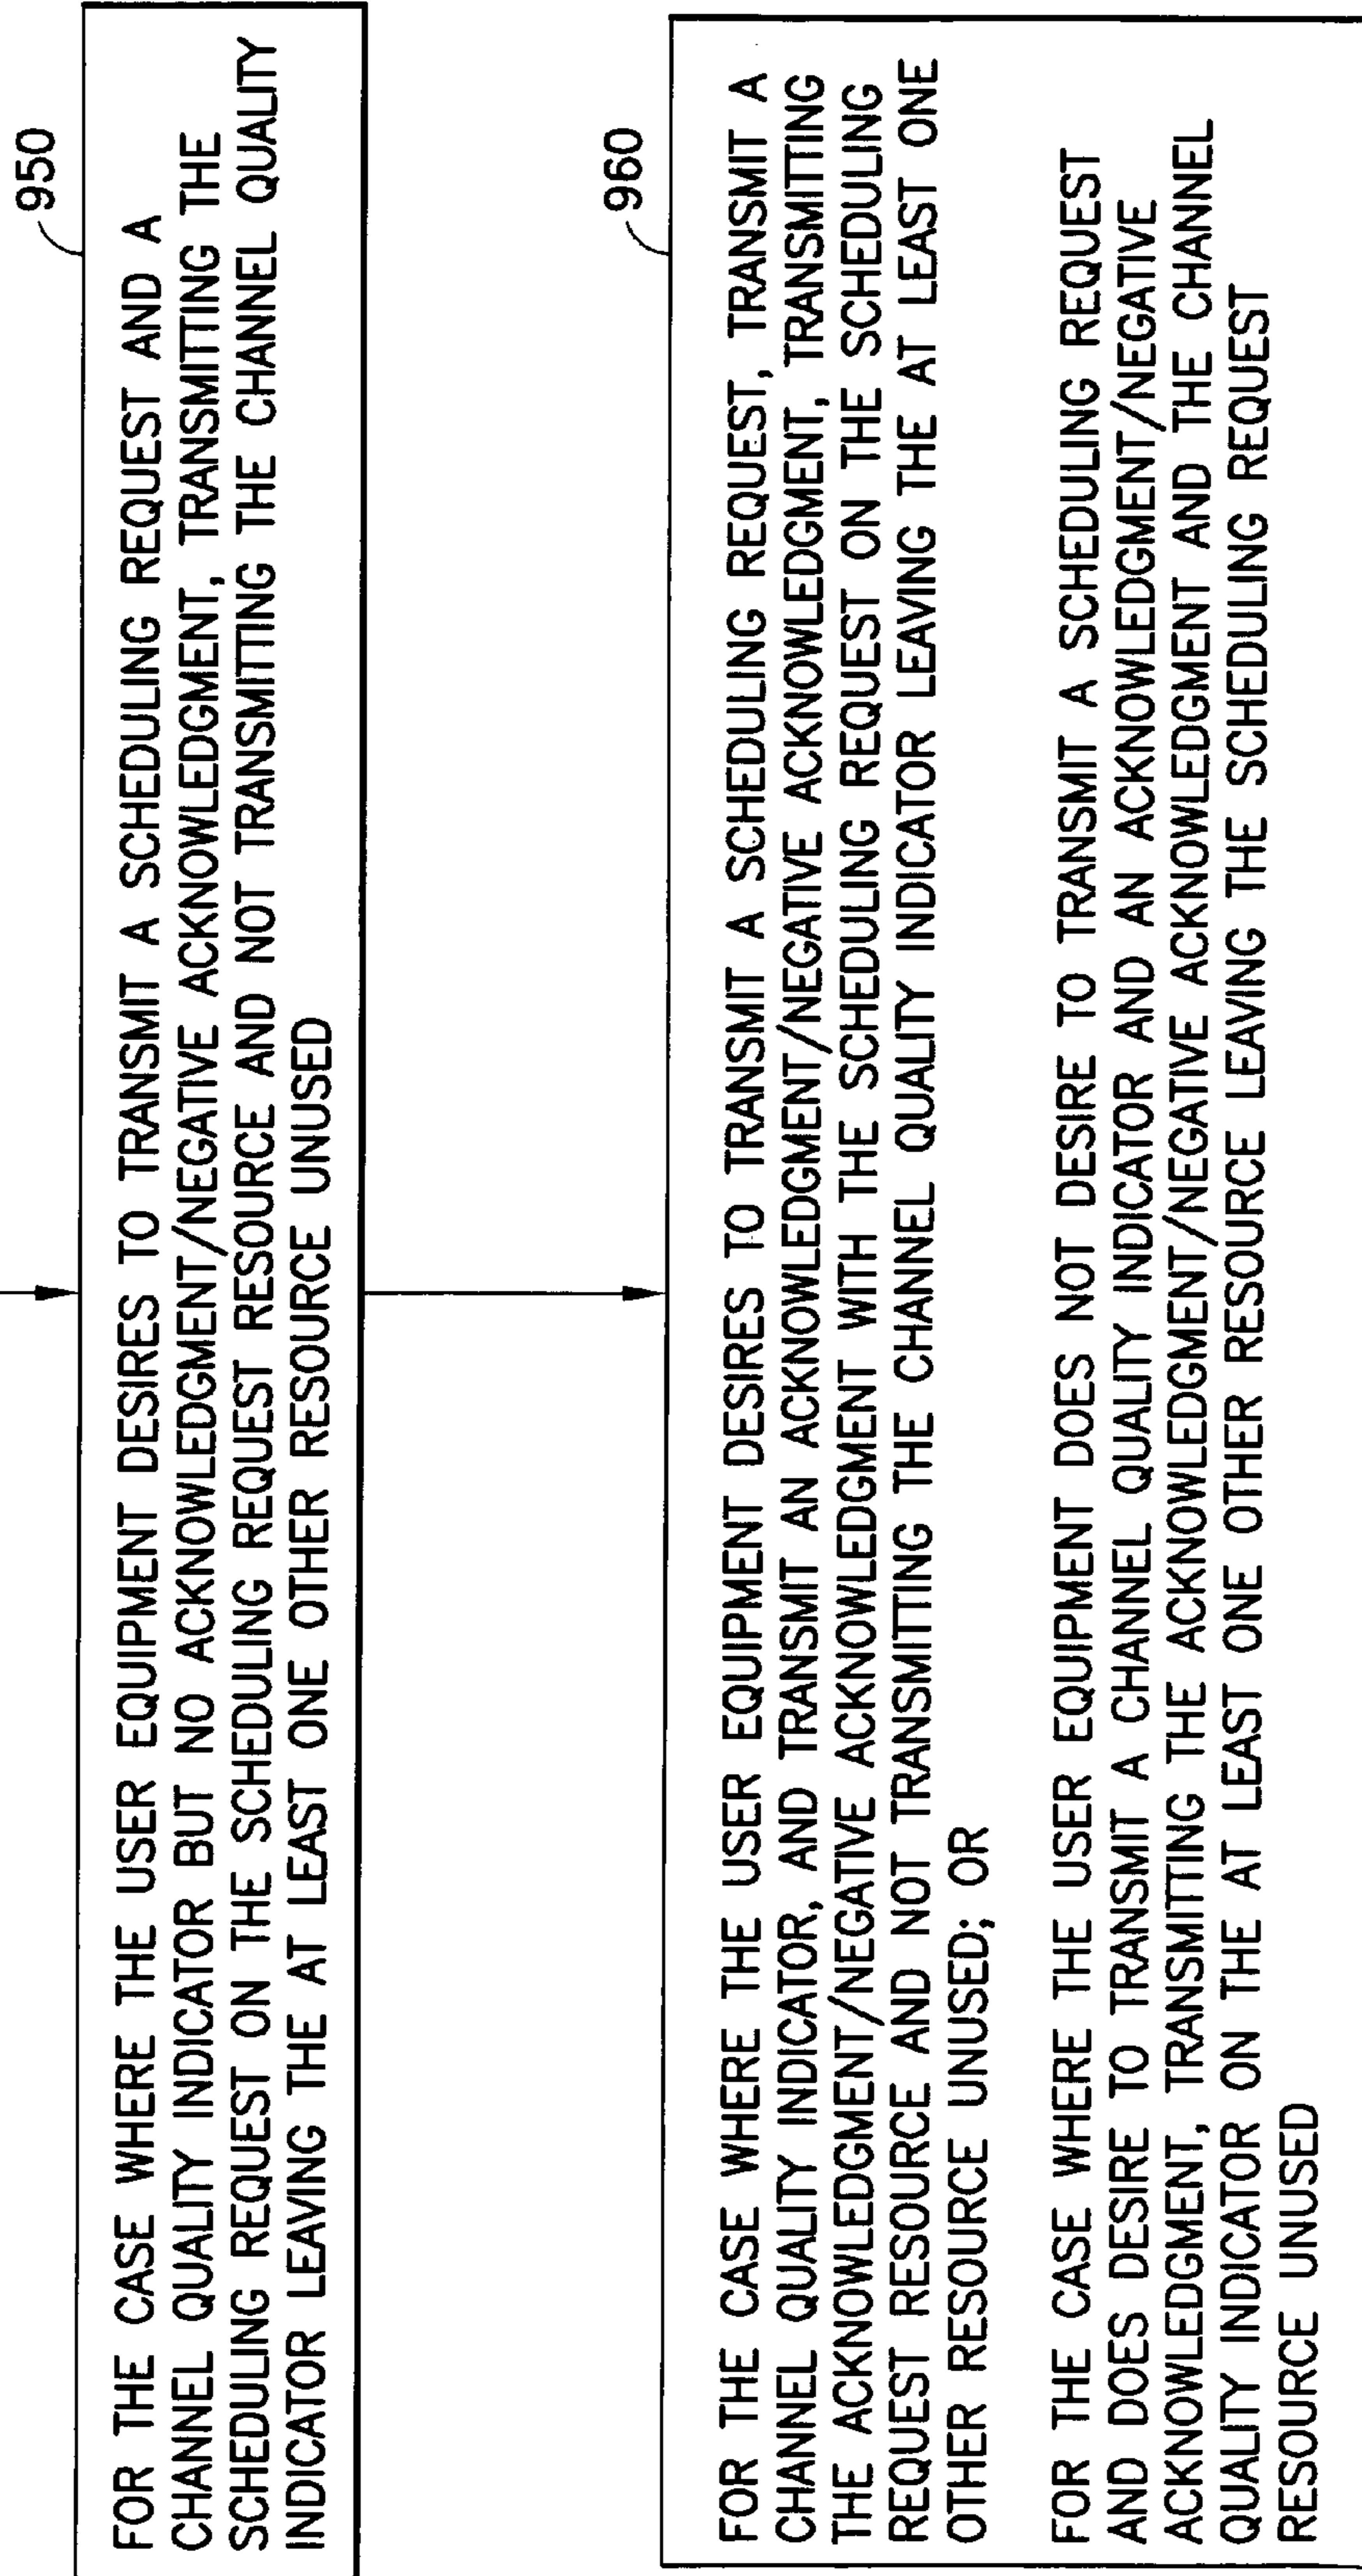 950
FOR THE CASE WHERE THE USER EQUIPMENT DESIRES TO TRANSMIT A SCHEDULING REQUEST AND A
CHANNEL QUALITY INDICATOR BUT NO ACKNOWLEDGMENT/NEGATIVE ACKNOWLEDGMENT, TRANSMITTING THE
SCHEDULING REQUEST ON THE SCHEDULING REQUEST RESOURCE AND NOT TRANSMITTING THE CHANNEL QUALITY
INDICATOR LEAVING THE AT LEAST ONE OTHER RESOURCE UNUSED
960
FOR THE CASE WHERE THE USER EQUIPMENT DESIRES TO TRANSMIT A SCHEDULING REQUEST, TRANSMIT A
CHANNEL QUALITY INDICATOR, AND TRANSMIT AN ACKNOWLEDGMENT/NEGATIVE ACKNOWLEDGMENT, TRANSMITTING
THE ACKNOWLEDGMENT/NEGATIVE ACKNOWLEDGMENT WITH THE SCHEDULING REQUEST ON THE SCHEDULING
REQUEST RESOURCE AND NOT TRANSMITTING THE CHANNEL QUALITY INDICATOR LEAVING THE AT LEAST ONE
OTHER RESOURCE UNUSED; OR
FOR THE CASE WHERE THE USER EQUIPMENT DOES NOT DESIRE TO TRANSMIT A SCHEDULING REQUEST
AND DOES DESIRE TO TRANSMIT A CHANNEL QUALITY INDICATOR AND AN ACKNOWLEDGMENT/NEGATIVE
ACKNOWLEDGMENT, TRANSMITTING THE ACKNOWLEDGMENT/NEGATIVE ACKNOWLEDGMENT AND THE CHANNEL
QUALITY INDICATOR ON THE AT LEAST ONE OTHER RESOURCE LEAVING THE SCHEDULING REQUEST
RESOURCE UNUSED